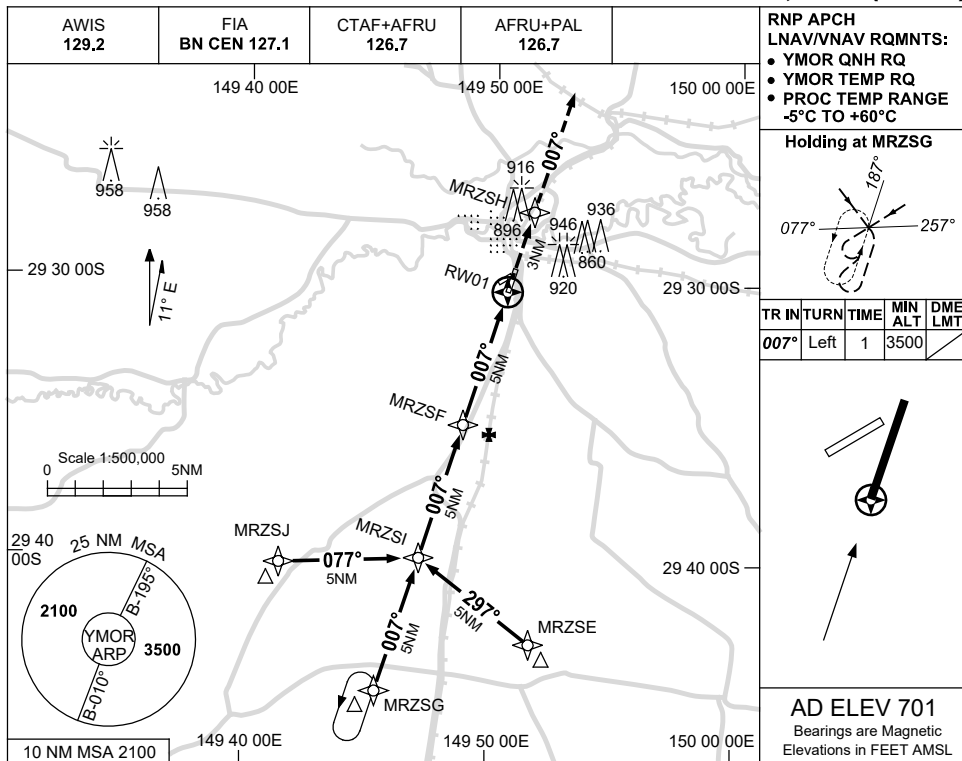 AWIS
129.2
FIA
BN CEN 127.1
CTAF+AFRU
126.7
AFRU+PAL
126.7
RNP APCH
LNAV/VNAV RQMNTS:
• YMOR QNH RQ
• YMOR TEMP RQ
• PROC TEMP RANGE
-5°C TO +60°C
149 40 00E
149 50 00E
150 00 00E
Holding at MRZSG
187°
077°
257°
TR IN TURN TIME MIN ALT DME LMT
007° Left 1 3500
958
958
11° E
29 30 00S
007°
916
MRZSH
896
946
936
860
920
3NM
RW01
29 30 00S
007°
5NM
MRZSF
Scale 1:500,000
0 5NM
007°
5NM
MRZSJ
MRZSI
29 40
00S
077°
5NM
29 40 00S
297°
5NM
MRZSE
007°
5NM
MRZSG
25 NM MSA
B-195°
2100
YMOR
ARP
3500
B-010°
10 NM MSA 2100
149 40 00E
149 50 00E
150 00 00E
AD ELEV 701
Bearings are Magnetic
Elevations in FEET AMSL